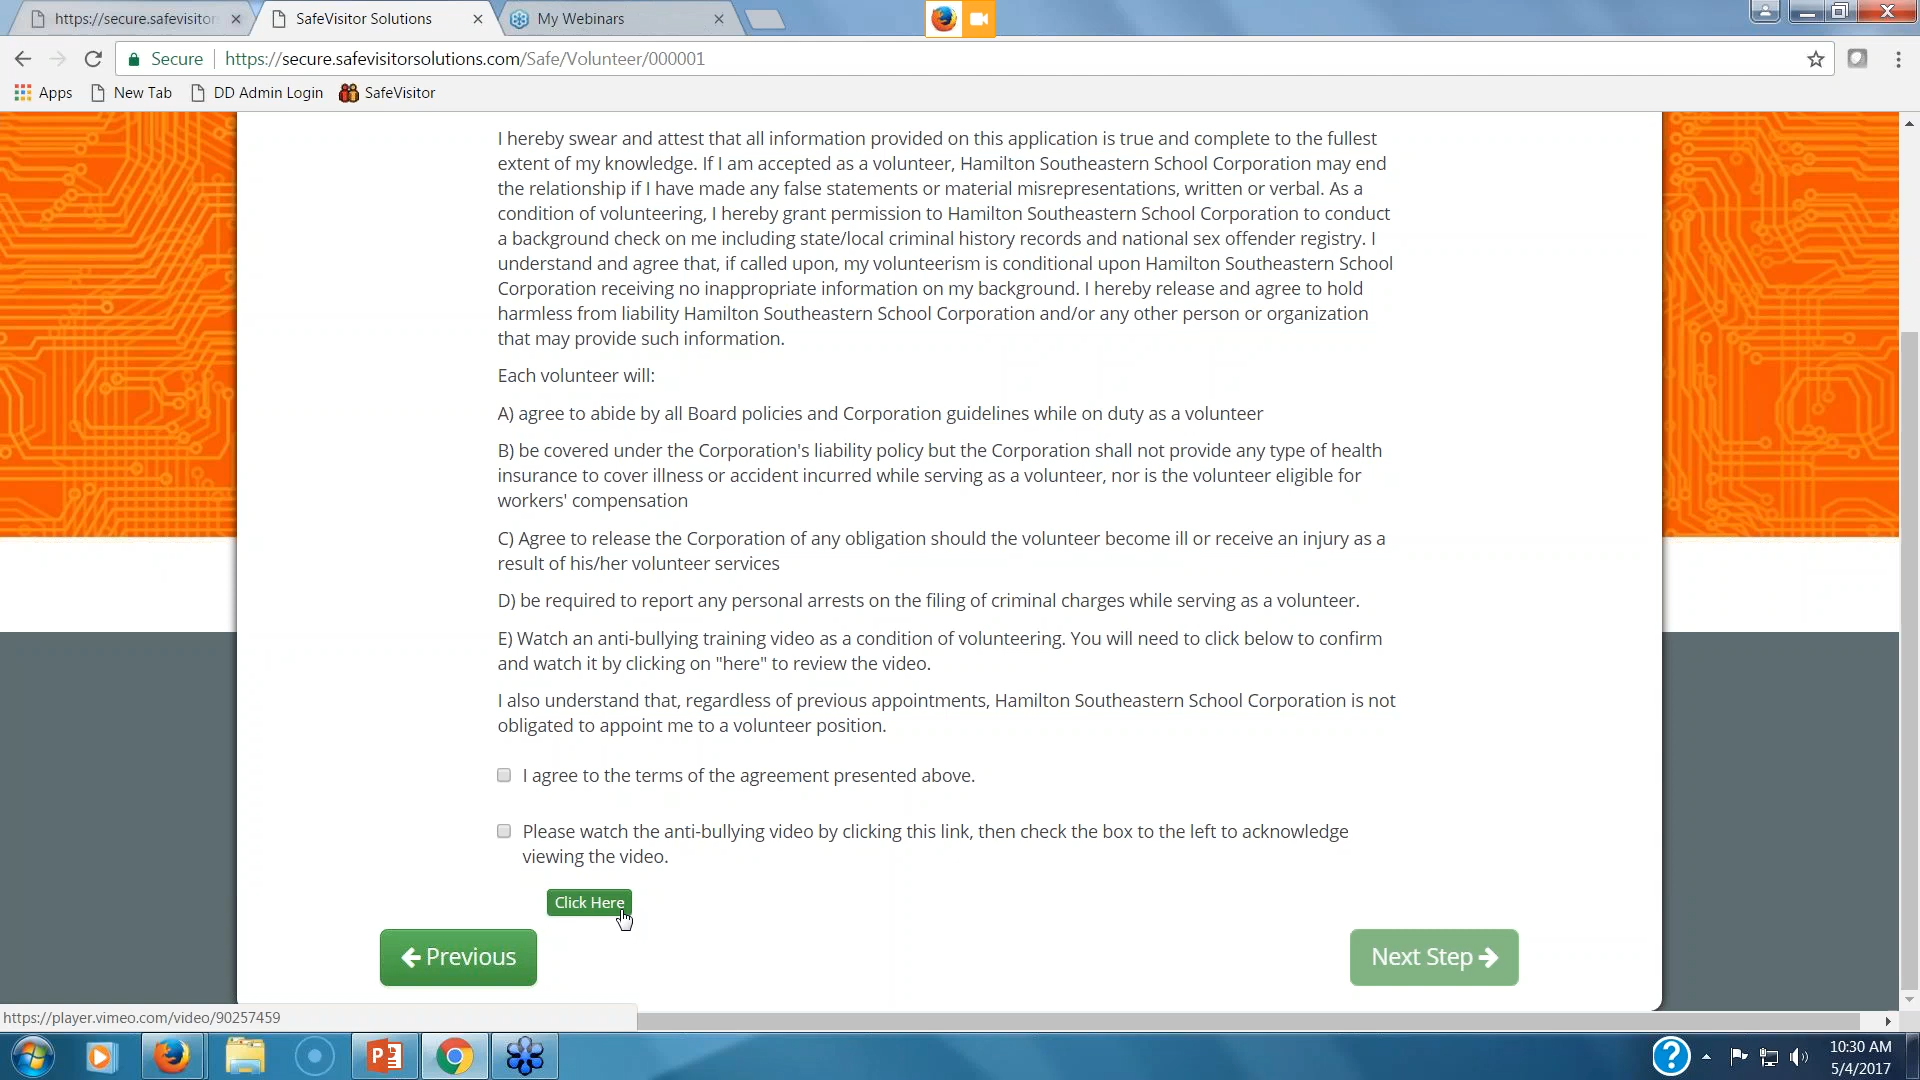 https://secure.safevisitor
SafeVisitor Solutions
My Webinars
Secure
https://secure.safevisitorsolutions.com/Safe/Volunteer/000001
Apps
New Tab
DD Admin Login
SafeVisitor
I hereby swear and attest that all information provided on this application is true and complete to the fullest
extent of my knowledge. If I am accepted as a volunteer, Hamilton Southeastern School Corporation may end
the relationship if I have made any false statements or material misrepresentations, written or verbal. As a
condition of volunteering, I hereby grant permission to Hamilton Southeastern School Corporation to conduct
a background check on me including state/local criminal history records and national sex offender registry. I
understand and agree that, if called upon, my volunteerism is conditional upon Hamilton Southeastern School
Corporation receiving no inappropriate information on my background. I hereby release and agree to hold
harmless from liability Hamilton Southeastern School Corporation and/or any other person or organization
that may provide such information.
Each volunteer will:
A) agree to abide by all Board policies and Corporation guidelines while on duty as a volunteer
B) be covered under the Corporation's liability policy but the Corporation shall not provide any type of health
insurance to cover illness or accident incurred while serving as a volunteer, nor is the volunteer eligible for
workers' compensation
C) Agree to release the Corporation of any obligation should the volunteer become ill or receive an injury as a
result of his/her volunteer services
D) be required to report any personal arrests on the filing of criminal charges while serving as a volunteer.
E) Watch an anti-bullying training video as a condition of volunteering. You will need to click below to confirm
and watch it by clicking on "here" to review the video.
I also understand that, regardless of previous appointments, Hamilton Southeastern School Corporation is not
obligated to appoint me to a volunteer position.
I agree to the terms of the agreement presented above.
Please watch the anti-bullying video by clicking this link, then check the box to the left to acknowledge
viewing the video.
Click Here
Previous
Next Step
https://player.vimeo.com/video/90257459
10:30 AM
5/4/2017